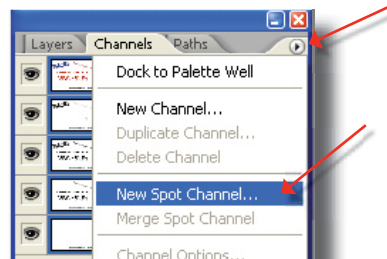 Layers Channels Paths
Dock to Palette Well
New Channel...
Duplicate Channel...
Delete Channel
New Spot Channel...
Merge Spot Channel
Channel Options...